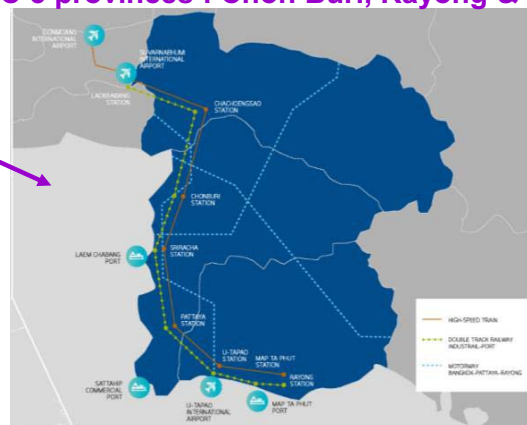 3 provinces : Chon Buri, Rayong &
DONMUANG
INTERNATIONAL
AIRPORT
SUVARNABHUMI
INTERNATIONAL
AIRPORT
LADKRABANG
STATION
CHACHOENGSAO
STATION
CHONBURI
STATION
LAEM CHABANG
PORT
SRIRACHA
STATION
PATTAYA
STATION
U-TAPAO
STATION
MAP TA PHUT
STATION
RAYONG
STATION
SATTAHIP
COMMERCIAL
PORT
U-TAPAO
INTERNATIONAL
AIRPORT
MAP TA PHUT
PORT
HIGH-SPEED TRAIN
DOUBLE TRACK RAILWAY
INDUSTRIAL-PORT
MOTORWAY
BANGKOK-PATTAYA-RAYONG